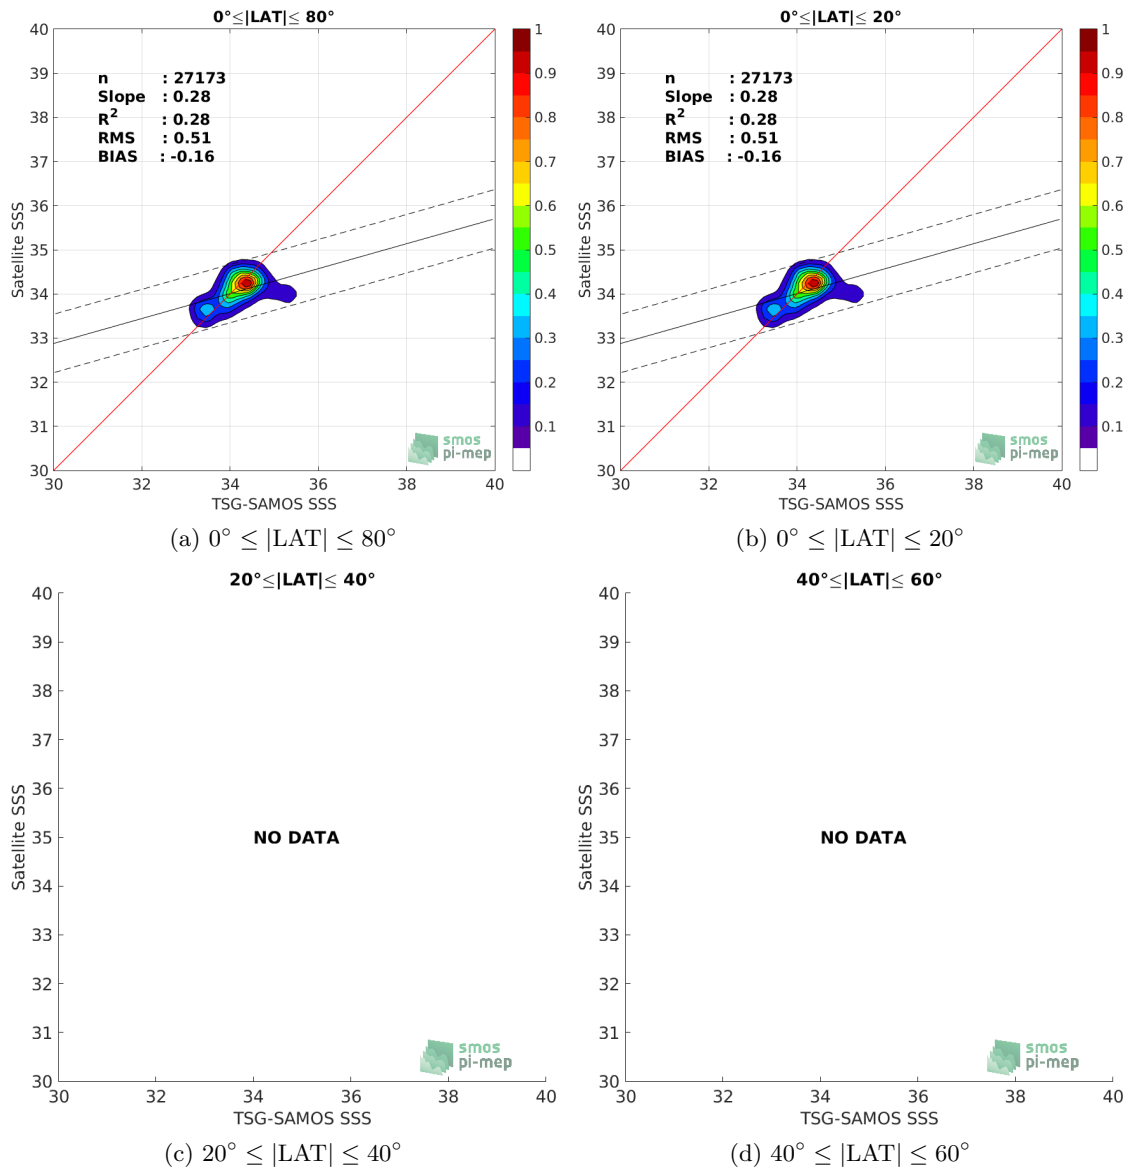 0°≤|LAT|≤ 80°
40
39
38
37
36
35
34
33
32
31
30
Satellite SSS
n : 27173
Slope : 0.28
R² : 0.28
RMS : 0.51
BIAS : -0.16
smos
pi-mep
30 32 34 36 38 40
TSG-SAMOS SSS
1
0.9
0.8
0.7
0.6
0.5
0.4
0.3
0.2
0.1
(a) 0° ≤ |LAT| ≤ 80°
0°≤|LAT|≤ 20°
40
39
38
37
36
35
34
33
32
31
30
Satellite SSS
n : 27173
Slope : 0.28
R² : 0.28
RMS : 0.51
BIAS : -0.16
smos
pi-mep
30 32 34 36 38 40
TSG-SAMOS SSS
1
0.9
0.8
0.7
0.6
0.5
0.4
0.3
0.2
0.1
(b) 0° ≤ |LAT| ≤ 20°
20°≤|LAT|≤ 40°
40
39
38
37
36
35
34
33
32
31
30
Satellite SSS
NO DATA
smos
pi-mep
30 32 34 36 38 40
TSG-SAMOS SSS
(c) 20° ≤ |LAT| ≤ 40°
40°≤|LAT|≤ 60°
40
39
38
37
36
35
34
33
32
31
30
Satellite SSS
NO DATA
smos
pi-mep
30 32 34 36 38 40
TSG-SAMOS SSS
(d) 40° ≤ |LAT| ≤ 60°